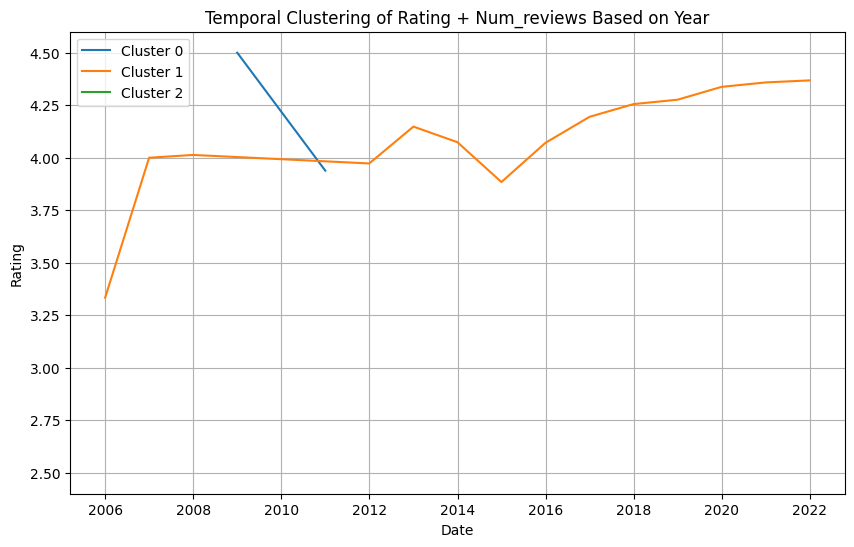 Temporal Clustering of Rating + Num_reviews Based on Year
Cluster 0
Cluster 1
Cluster 2
4.50
4.25
4.00
3.75
3.50
3.25
3.00
2.75
2.50
Rating
2006 2008 2010 2012 2014 2016 2018 2020 2022
Date